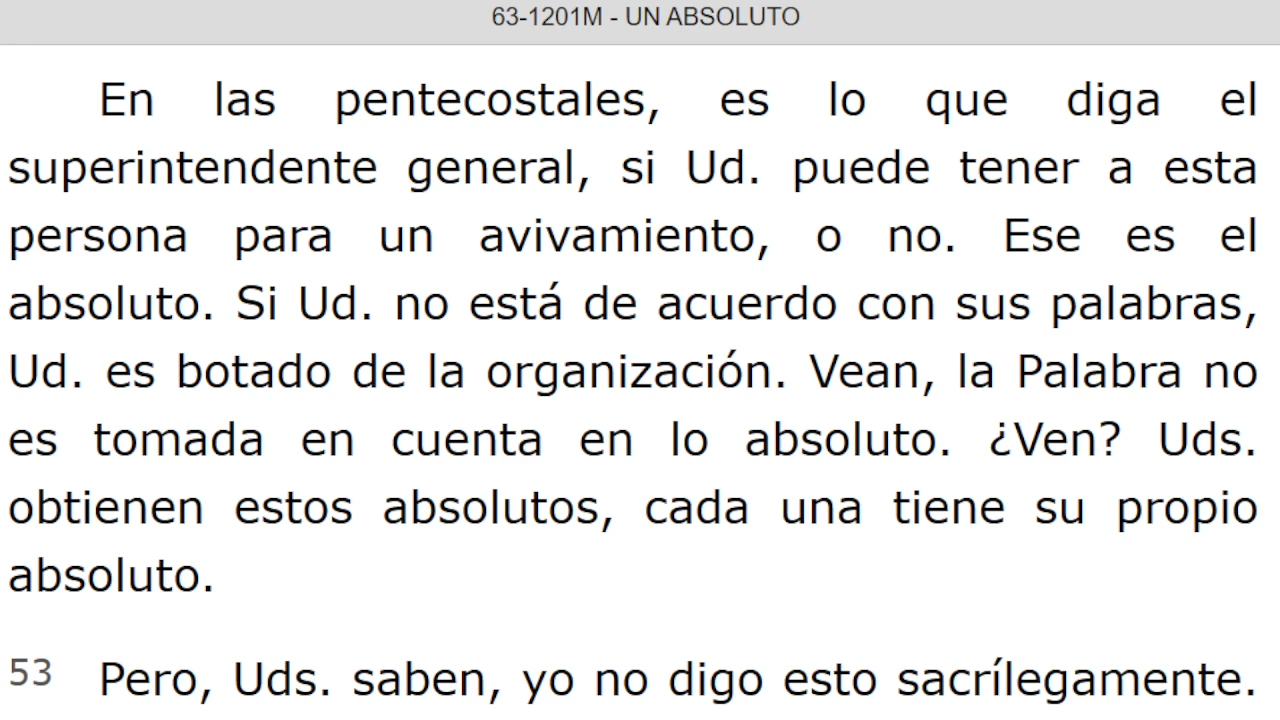 63-1201M - UN ABSOLUTO
En las pentecostales, es lo que diga el
superintendente general, si Ud. puede tener a esta
persona para un avivamiento, o no. Ese es el
absoluto. Si Ud. no está de acuerdo con sus palabras,
Ud. es botado de la organización. Vean, la Palabra no
es tomada en cuenta en lo absoluto. ¿Ven? Uds.
obtienen estos absolutos, cada una tiene su propio
absoluto.
53 Pero, Uds. saben, yo no digo esto sacrílegamente.